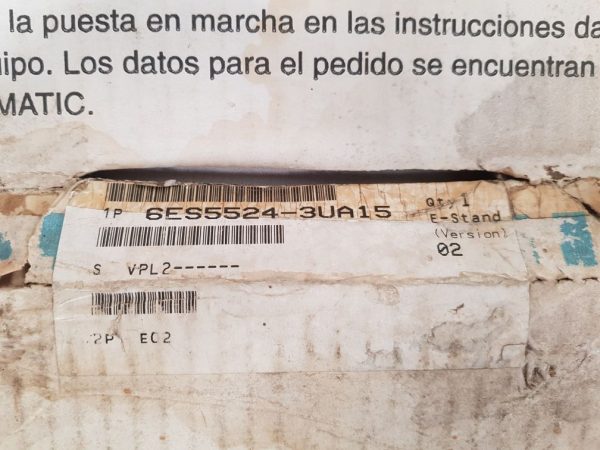 la puesta en marcha en las instrucciones da
uipo. Los datos para el pedido se encuentran
MATIC.
1P 6ES5524-3UA15
Qty 1
E-Stand
(Version)
02
S VPL2------
2P E02